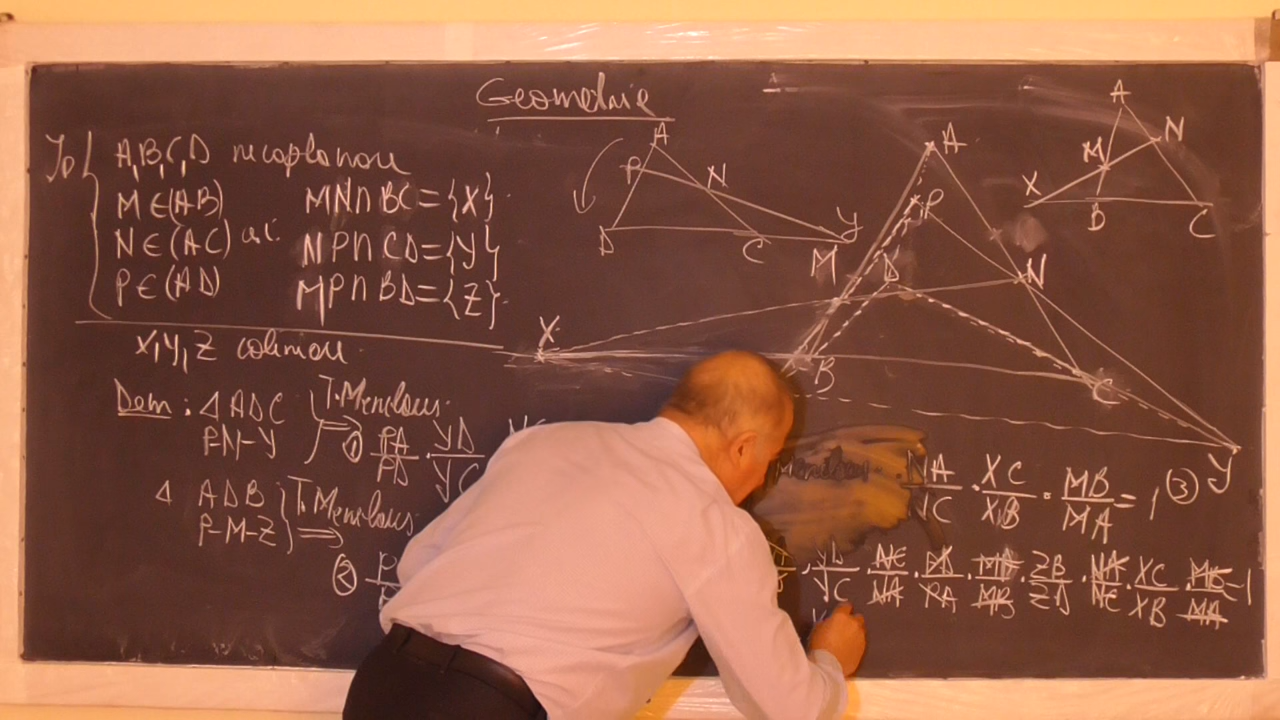 Geometrie
Ip
A,B,C,D necoplanare
M∈(AB) MN∩BC={X}
N∈(AC) aî. NP∩CD={Y}
P∈(AD) MP∩BD={Z}
X,Y,Z coliniare
Dem: Δ ADC
P-N-Y
T.Menelaus
⇒ ① PA/PD · YD/YC
Δ ADB
P-M-Z
T.Menelaus
⇒
②
NA/NC · XC/XB · MB/MA = 1 ③
YD/YC · NC/NA · PD/PA · MA/MB · ZB/ZD · NA/NC · XC/XB · MB/MA = 1
A
P
N
D
C
Y
A
P
M
D
N
X
B
C
Y
A
M
N
X
B
C